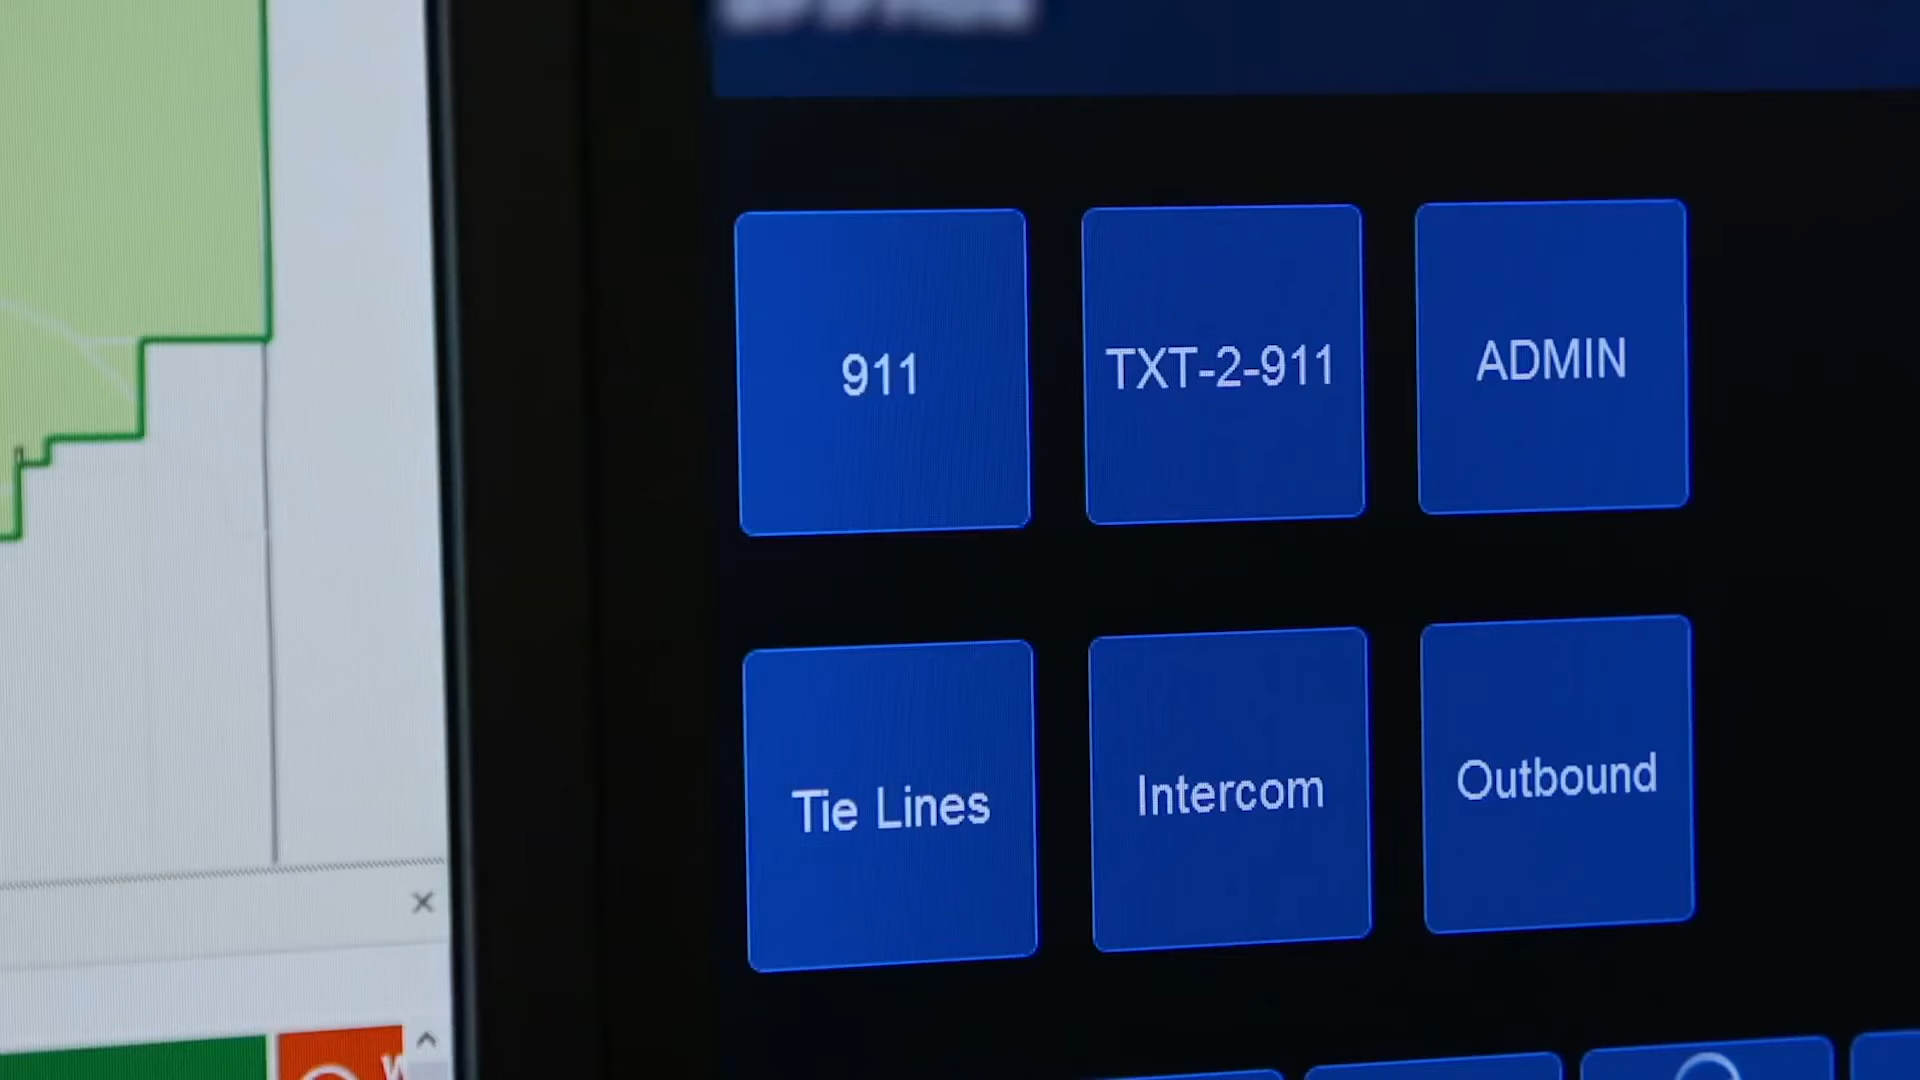 911
TXT-2-911
ADMIN
Tie Lines
Intercom
Outbound